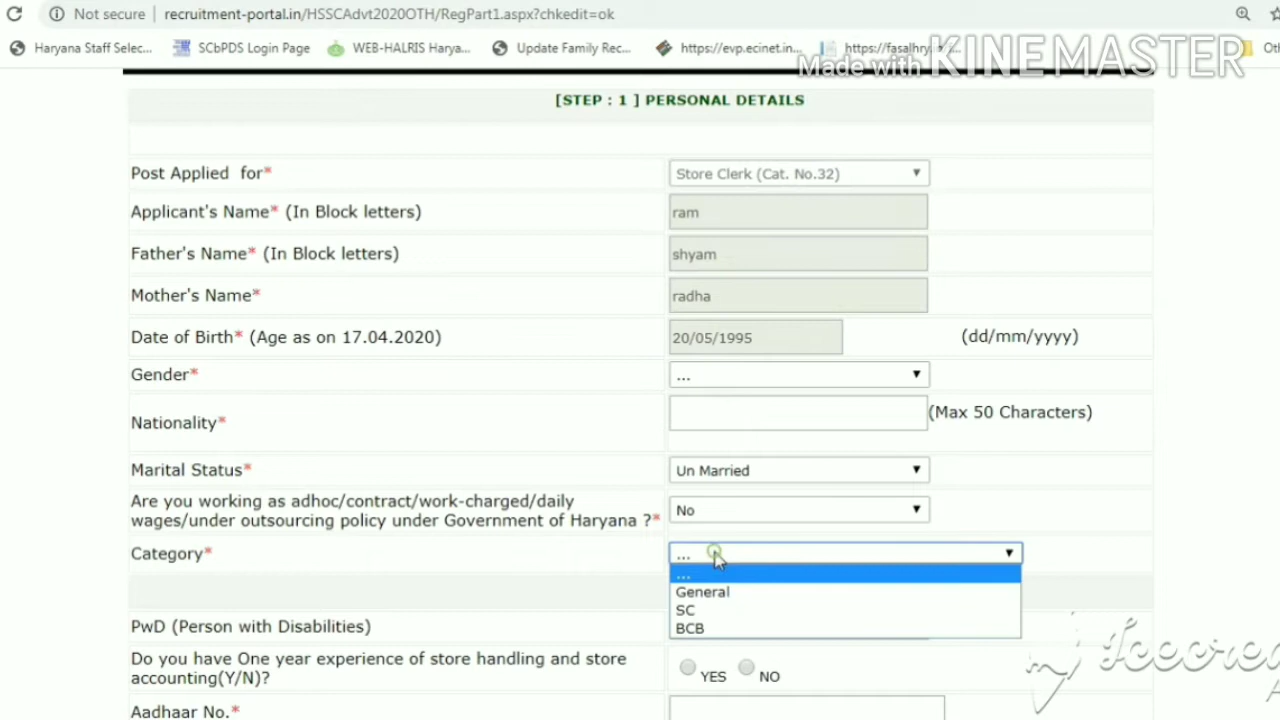 Not secure recruitment-portal.in/HSSCAdvt2020OTH/RegPart1.aspx?chkedit=ok
Haryana Staff Selec... SCbPDS Login Page WEB-HALRIS Harya... Update Family Rec... https://evp.ecinet.in... https://fasalhry. Oth
Made with KINEMASTER
[STEP : 1 ] PERSONAL DETAILS
Post Applied for* Store Clerk (Cat. No.32)
Applicant's Name* (In Block letters) ram
Father's Name* (In Block letters) shyam
Mother's Name* radha
Date of Birth* (Age as on 17.04.2020) 20/05/1995 (dd/mm/yyyy)
Gender* ...
Nationality* (Max 50 Characters)
Marital Status* Un Married
Are you working as adhoc/contract/work-charged/daily
wages/under outsourcing policy under Government of Haryana ?* No
Category* ...
...
General
SC
BCB
PwD (Person with Disabilities)
Do you have One year experience of store handling and store
accounting(Y/N)? YES NO
Aadhaar No.*